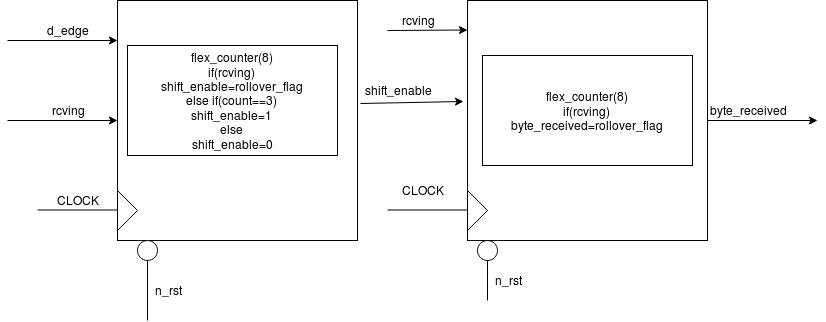 d_edge
rcving
CLOCK
n_rst
flex_counter(8)
if(rcving)
shift_enable=rollover_flag
else if(count==3)
shift_enable=1
else
shift_enable=0
rcving
shift_enable
CLOCK
n_rst
flex_counter(8)
if(rcving)
byte_received=rollover_flag
byte_received